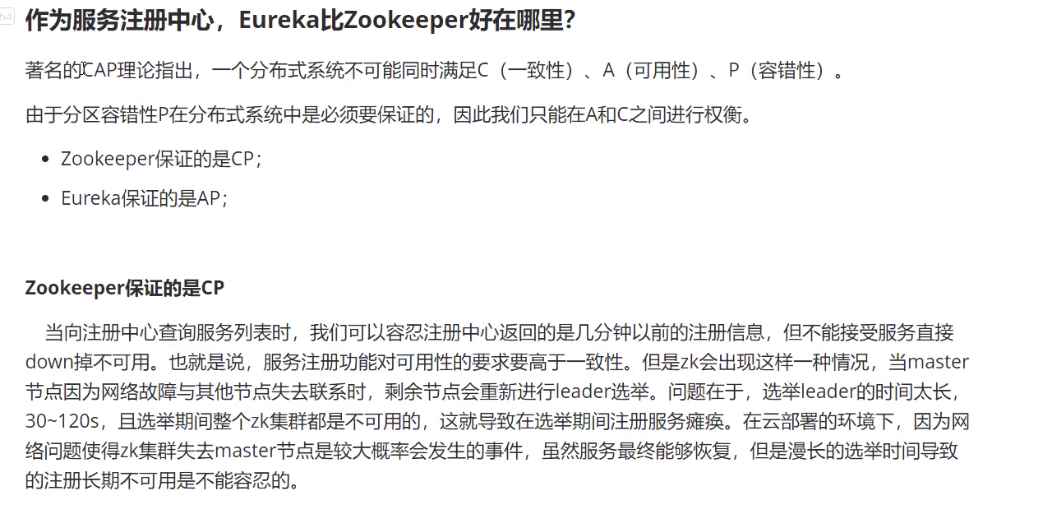 h4
作为服务注册中心，Eureka比Zookeeper好在哪里?
著名的CAP理论指出，一个分布式系统不可能同时满足C（一致性）、A（可用性）、P（容错性）。
由于分区容错性P在分布式系统中是必须要保证的，因此我们只能在A和C之间进行权衡。
Zookeeper保证的是CP；
Eureka保证的是AP；
Zookeeper保证的是CP
当向注册中心查询服务列表时，我们可以容忍注册中心返回的是几分钟以前的注册信息，但不能接受服务直接
down掉不可用。也就是说，服务注册功能对可用性的要求要高于一致性。但是zk会出现这样一种情况，当master
节点因为网络故障与其他节点失去联系时，剩余节点会重新进行leader选举。问题在于，选举leader的时间太长，
30~120s，且选举期间整个zk集群都是不可用的，这就导致在选举期间注册服务瘫痪。在云部署的环境下，因为网
络问题使得zk集群失去master节点是较大概率会发生的事件，虽然服务最终能够恢复，但是漫长的选举时间导致
的注册长期不可用是不能容忍的。